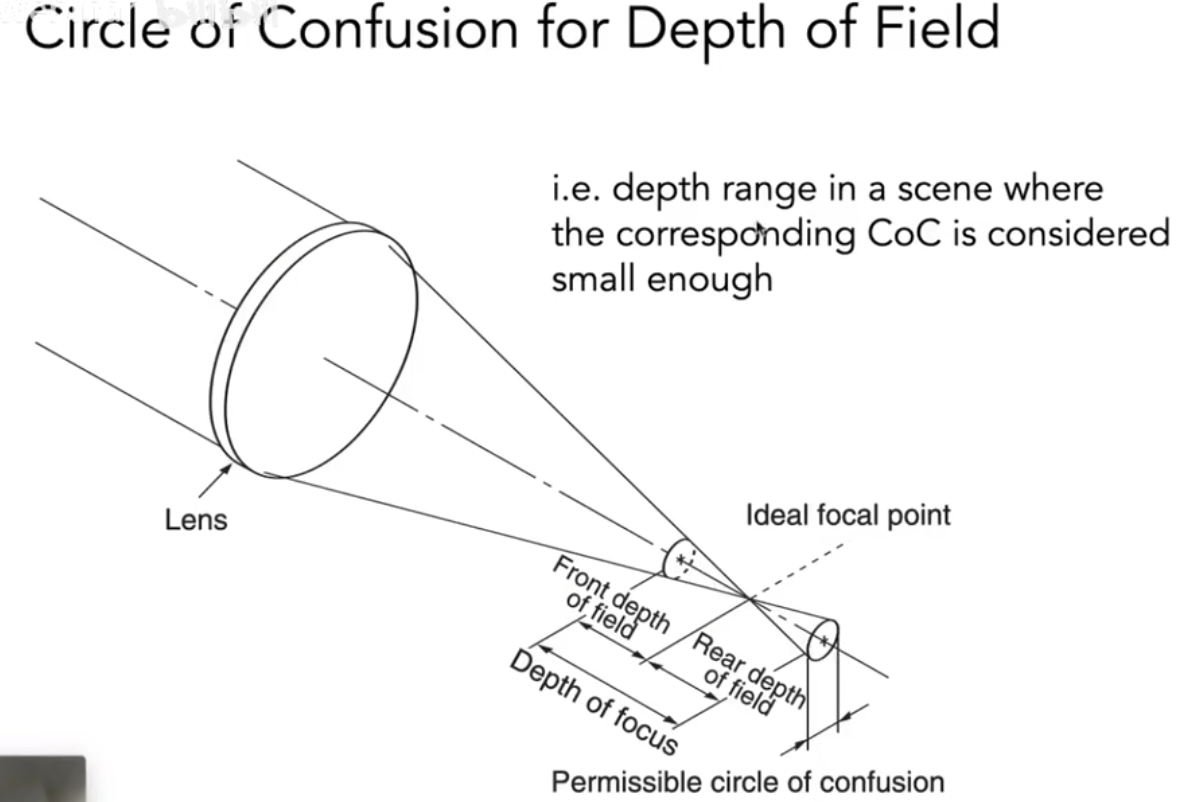 Circle of Confusion for Depth of Field
i.e. depth range in a scene where
the corresponding CoC is considered
small enough
Lens
Ideal focal point
Front depth
of field
Rear depth
of field
Depth of focus
Permissible circle of confusion